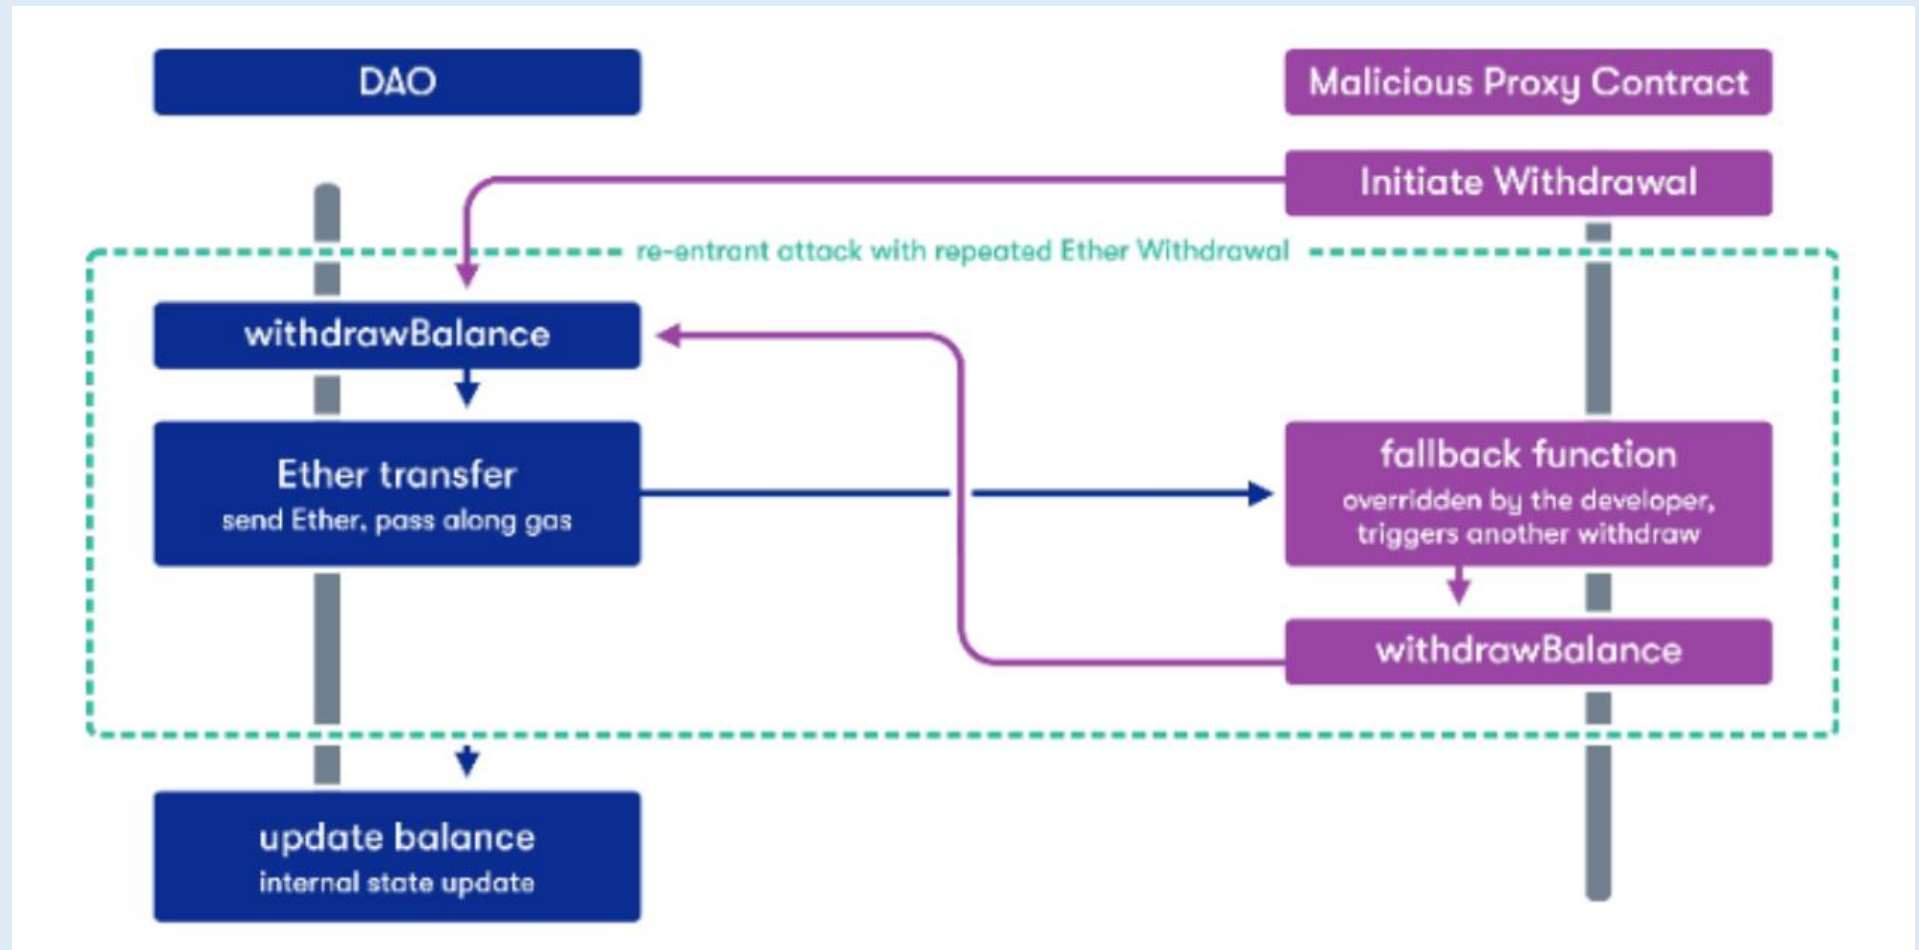 DAO
Malicious Proxy Contract
Initiate Withdrawal
re-entrant attack with repeated Ether Withdrawal
withdrawBalance
Ether transfer
send Ether, pass along gas
fallback function
overridden by the developer,
triggers another withdraw
withdrawBalance
update balance
internal state update